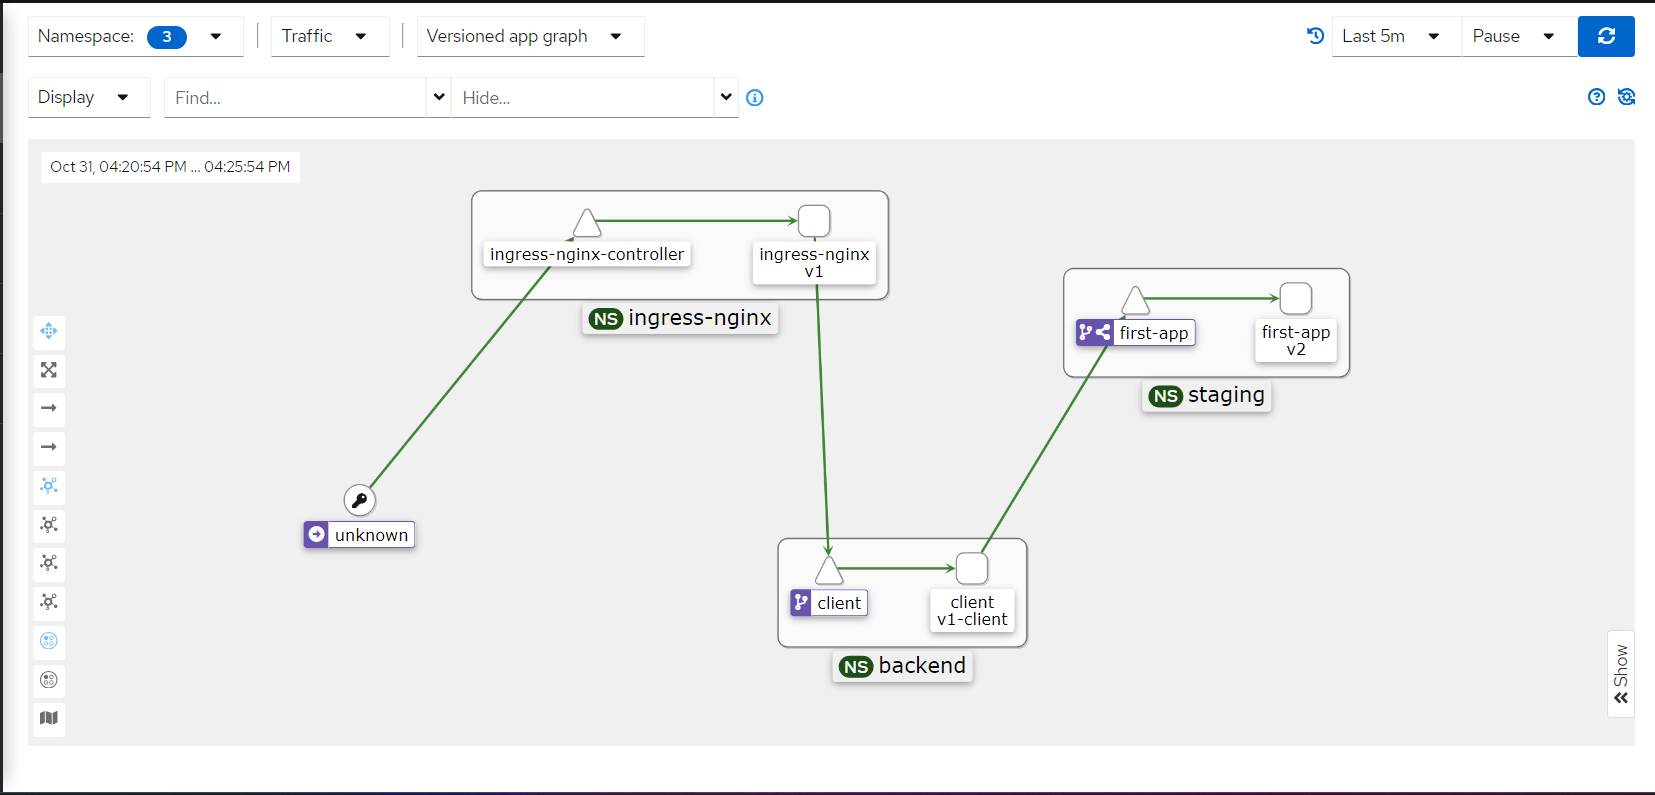 Namespace: 3
Traffic
Versioned app graph
Last 5m
Pause
Display
Find...
Hide...
Oct 31, 04:20:54 PM ... 04:25:54 PM
ingress-nginx-controller
ingress-nginx
v1
NS ingress-nginx
first-app
first-app
v2
NS staging
unknown
client
client
v1-client
NS backend
Show